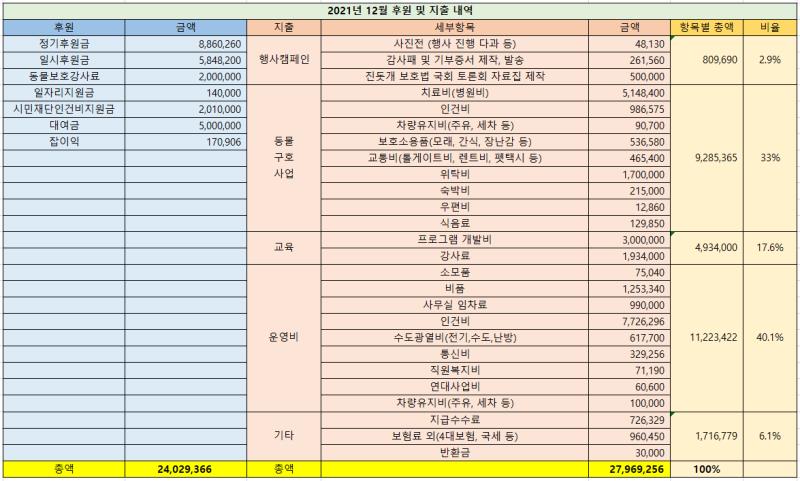 2021년 12월 후원 및 지출 내역
후원 금액 지출 세부항목 금액 항목별 총액 비율
정기후원금 8,860,260 행사캠페인 사진전 (행사 진행 다과 등) 48,130 809,690 2.9%
일시후원금 5,848,200 감사패 및 기부증서 제작, 발송 261,560
동물보호강사료 2,000,000 진돗개 보호법 국회 토론회 자료집 제작 500,000
일자리지원금 140,000 동물 구호 사업 치료비(병원비) 5,148,400 9,285,365 33%
시민재단인건비지원금 2,010,000 인건비 986,575
대여금 5,000,000 차량유지비(주유, 세차 등) 90,700
잡이익 170,906 보호소용품(모래, 간식, 장난감 등) 536,580
교통비(톨게이트비, 렌트비, 펫택시 등) 465,400
위탁비 1,700,000
숙박비 215,000
우편비 12,860
식음료 129,850
교육 프로그램 개발비 3,000,000 4,934,000 17.6%
강사료 1,934,000
운영비 소모품 75,040 11,223,422 40.1%
비품 1,253,340
사무실 임차료 990,000
인건비 7,726,296
수도광열비(전기,수도,난방) 617,700
통신비 329,256
직원복지비 71,190
연대사업비 60,600
차량유지비(주유, 세차 등) 100,000
기타 지급수수료 726,329 1,716,779 6.1%
보험료 외(4대보험, 국세 등) 960,450
반환금 30,000
총액 24,029,366 총액 27,969,256 100%